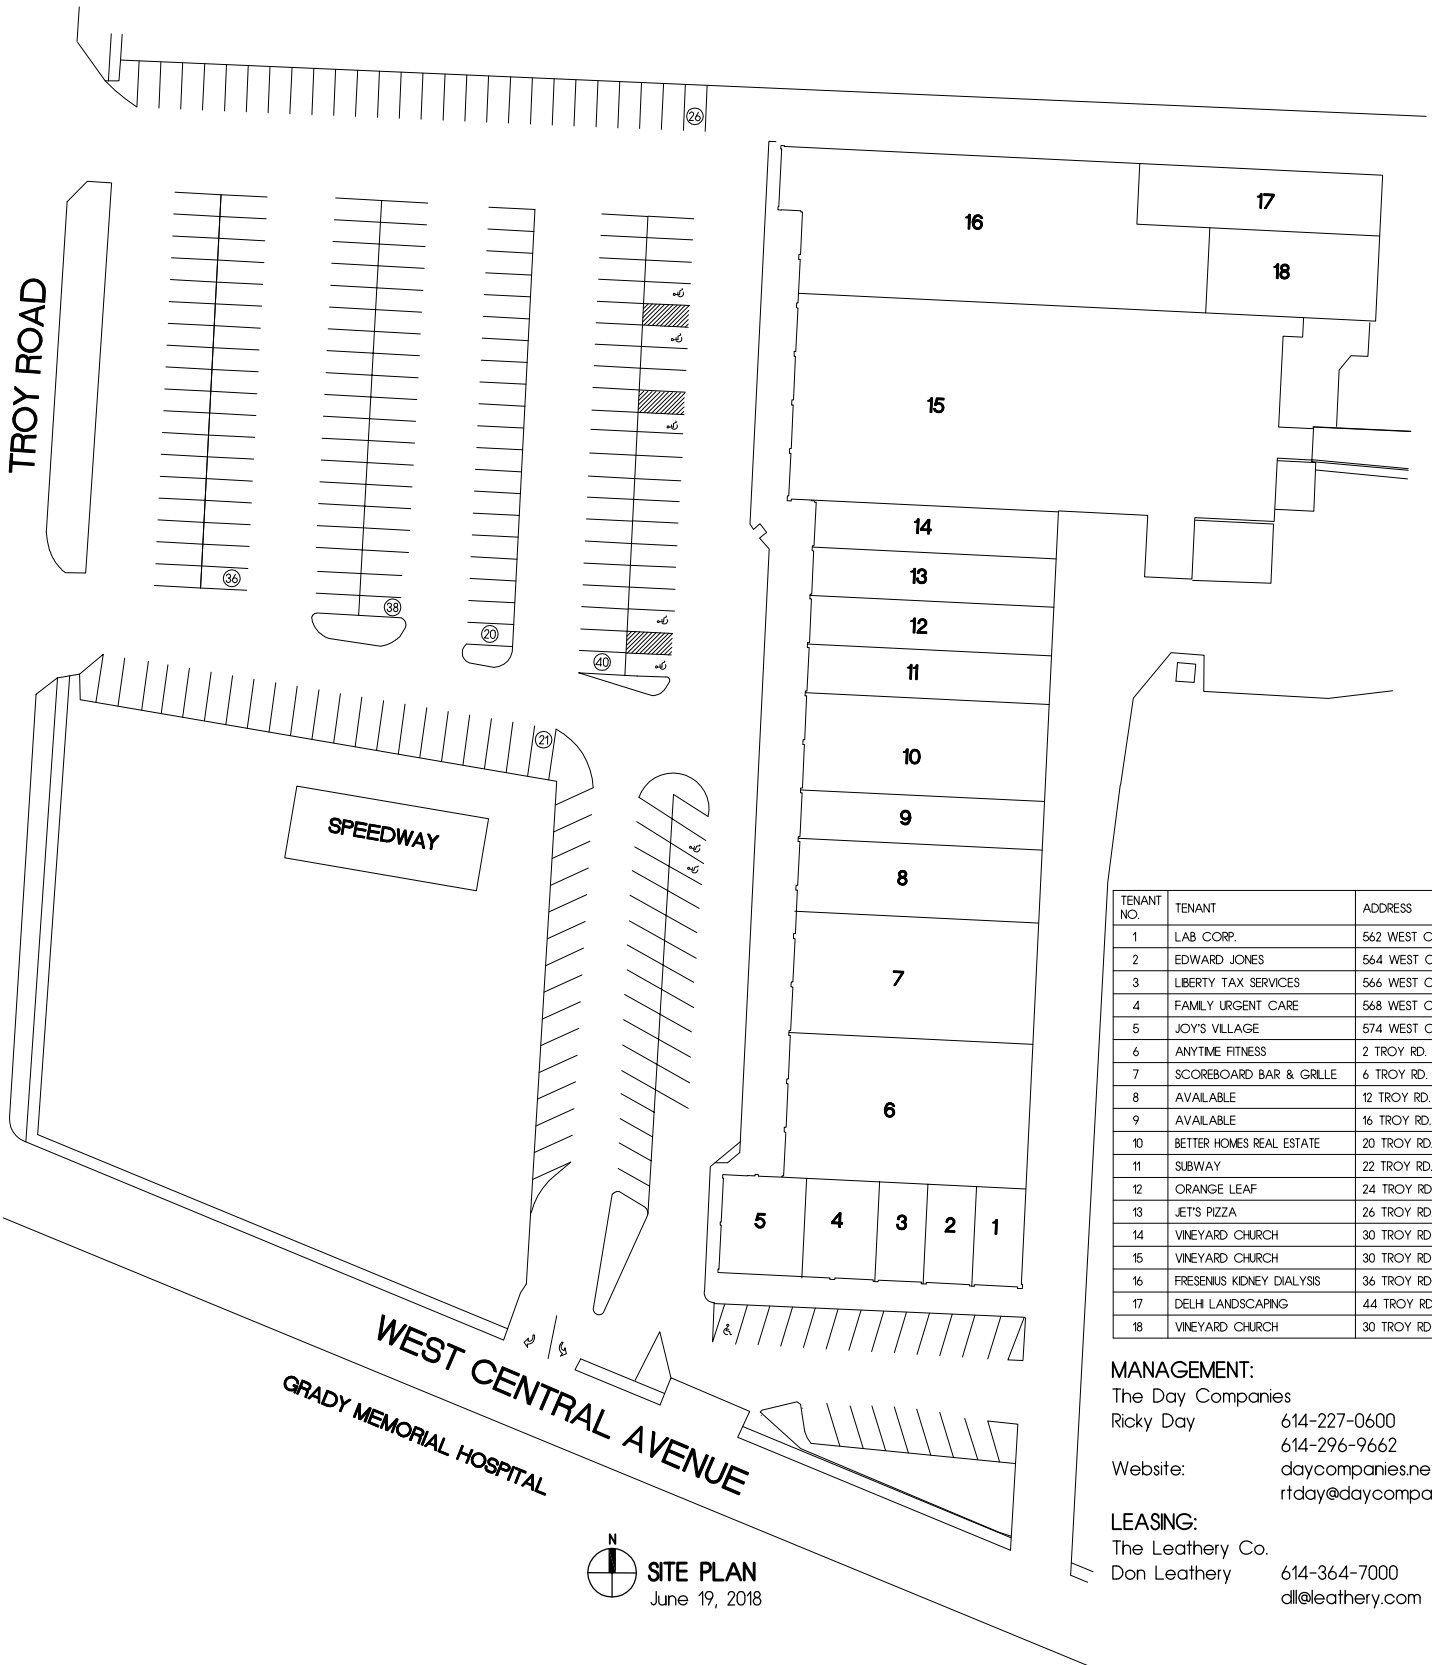 26
17
16
18
TROY ROAD
15
14
13
36
38
12
20
40
11
21
10
9
SPEEDWAY
8
7
6
5 4 3 2 1
WEST CENTRAL AVENUE
GRADY MEMORIAL HOSPITAL
N
SITE PLAN
June 19, 2018
TENANT NO. TENANT ADDRESS
1 LAB CORP. 562 WEST C
2 EDWARD JONES 564 WEST C
3 LIBERTY TAX SERVICES 566 WEST C
4 FAMILY URGENT CARE 568 WEST C
5 JOY'S VILLAGE 574 WEST C
6 ANYTIME FITNESS 2 TROY RD.
7 SCOREBOARD BAR & GRILLE 6 TROY RD.
8 AVAILABLE 12 TROY RD.
9 AVAILABLE 16 TROY RD.
10 BETTER HOMES REAL ESTATE 20 TROY RD.
11 SUBWAY 22 TROY RD.
12 ORANGE LEAF 24 TROY RD
13 JET'S PIZZA 26 TROY RD
14 VINEYARD CHURCH 30 TROY RD
15 VINEYARD CHURCH 30 TROY RD
16 FRESENIUS KIDNEY DIALYSIS 36 TROY RD
17 DELHI LANDSCAPING 44 TROY RD
18 VINEYARD CHURCH 30 TROY RD
MANAGEMENT:
The Day Companies
Ricky Day 614-227-0600
614-296-9662
Website: daycompanies.ne
rtday@daycompa
LEASING:
The Leathery Co.
Don Leathery 614-364-7000
dll@leathery.com